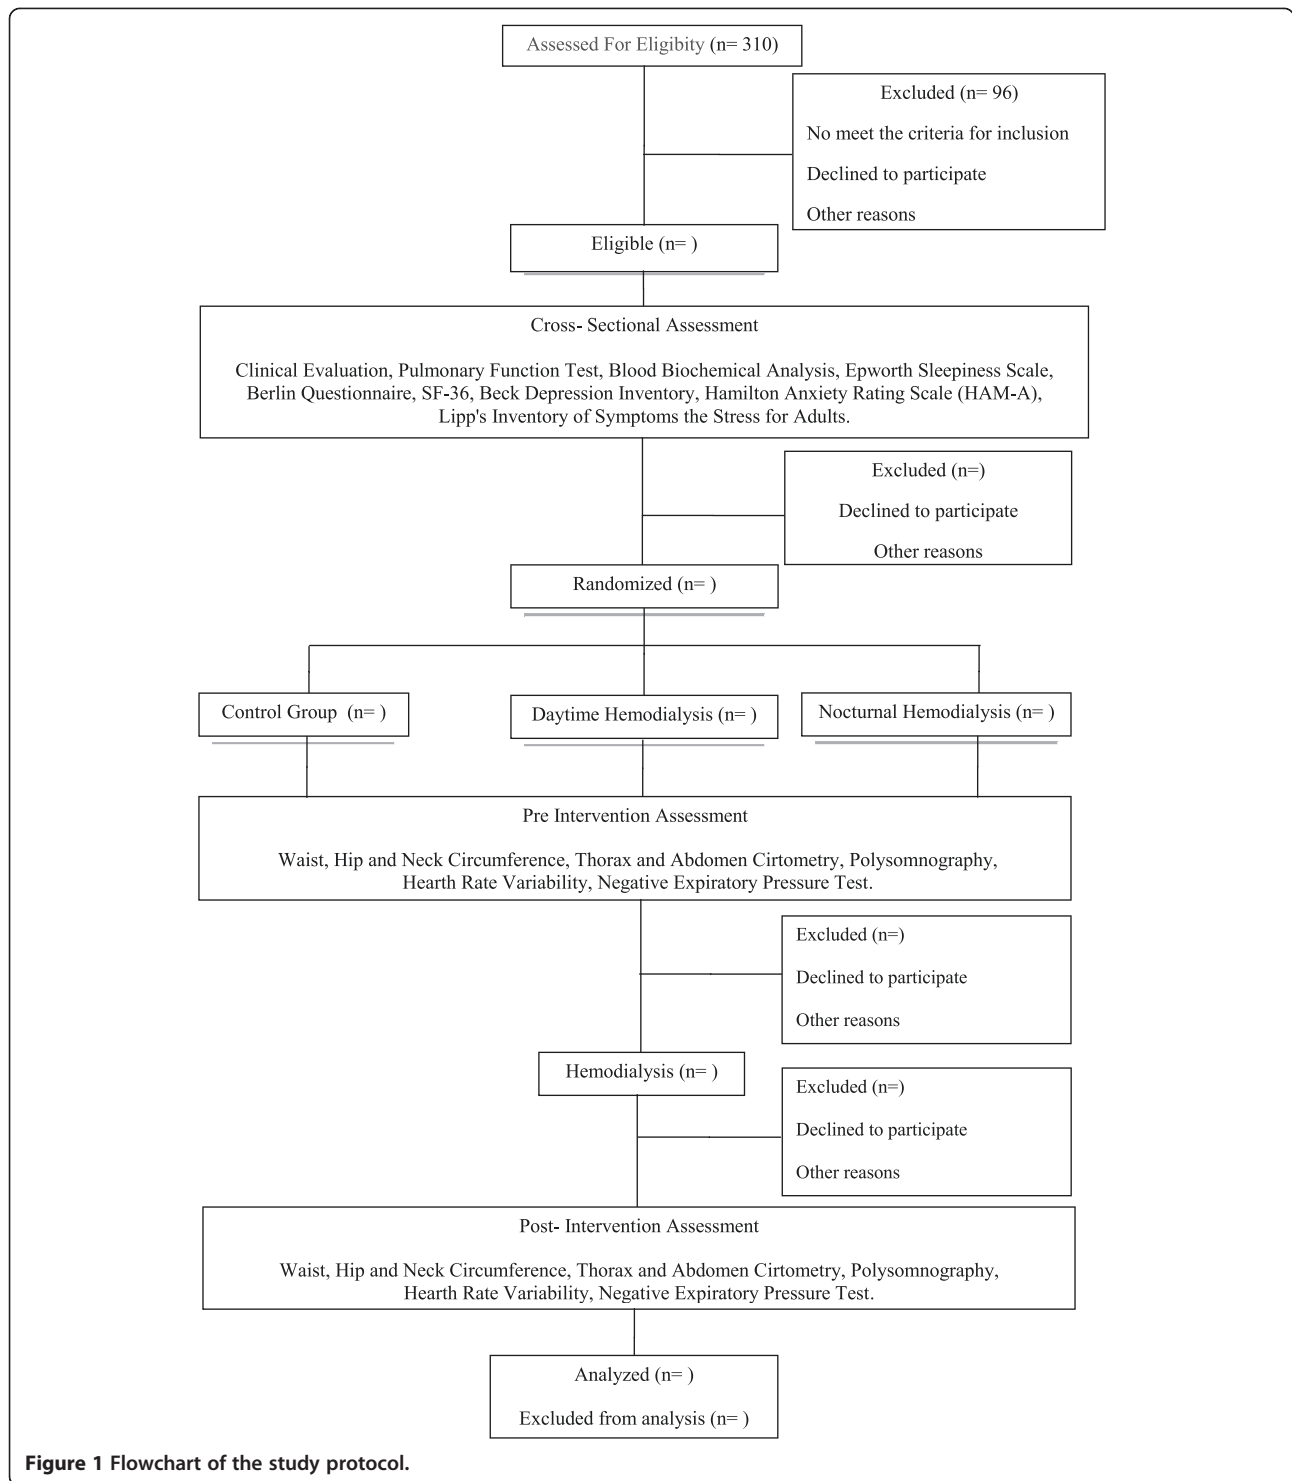 Assessed For Eligibity (n= 310)
Excluded (n= 96)
No meet the criteria for inclusion
Declined to participate
Other reasons
Eligible (n= )
Cross- Sectional Assessment
Clinical Evaluation, Pulmonary Function Test, Blood Biochemical Analysis, Epworth Sleepiness Scale,
Berlin Questionnaire, SF-36, Beck Depression Inventory, Hamilton Anxiety Rating Scale (HAM-A),
Lipp's Inventory of Symptoms the Stress for Adults.
Excluded (n=)
Declined to participate
Other reasons
Randomized (n= )
Control Group (n= )
Daytime Hemodialysis (n= )
Nocturnal Hemodialysis (n= )
Pre Intervention Assessment
Waist, Hip and Neck Circumference, Thorax and Abdomen Cirtometry, Polysomnography,
Hearth Rate Variability, Negative Expiratory Pressure Test.
Excluded (n=)
Declined to participate
Other reasons
Hemodialysis (n= )
Excluded (n=)
Declined to participate
Other reasons
Post- Intervention Assessment
Waist, Hip and Neck Circumference, Thorax and Abdomen Cirtometry, Polysomnography,
Hearth Rate Variability, Negative Expiratory Pressure Test.
Analyzed (n= )
Excluded from analysis (n= )
Figure 1 Flowchart of the study protocol.